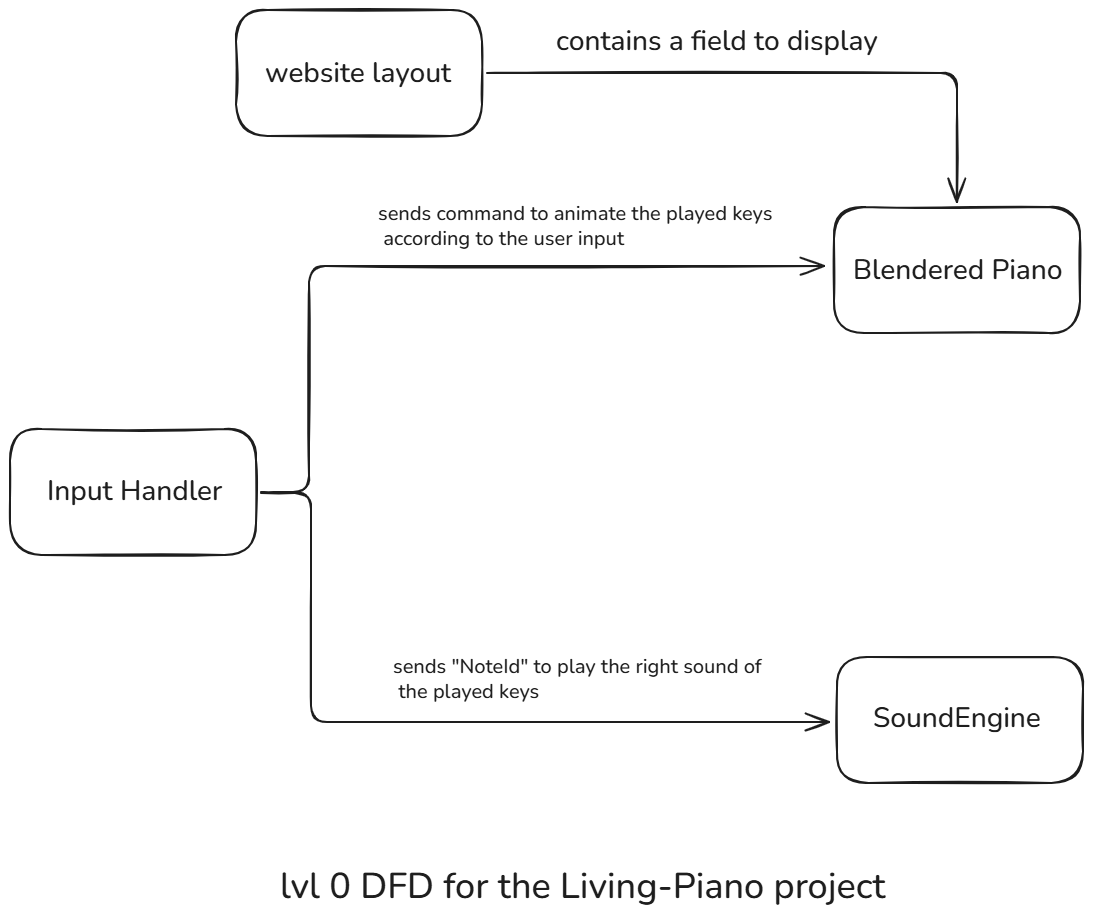 contains a field to display
website layout
sends command to animate the played keys
according to the user input
Blendered Piano
Input Handler
sends "NoteId" to play the right sound of
the played keys
SoundEngine
lvl 0 DFD for the Living-Piano project